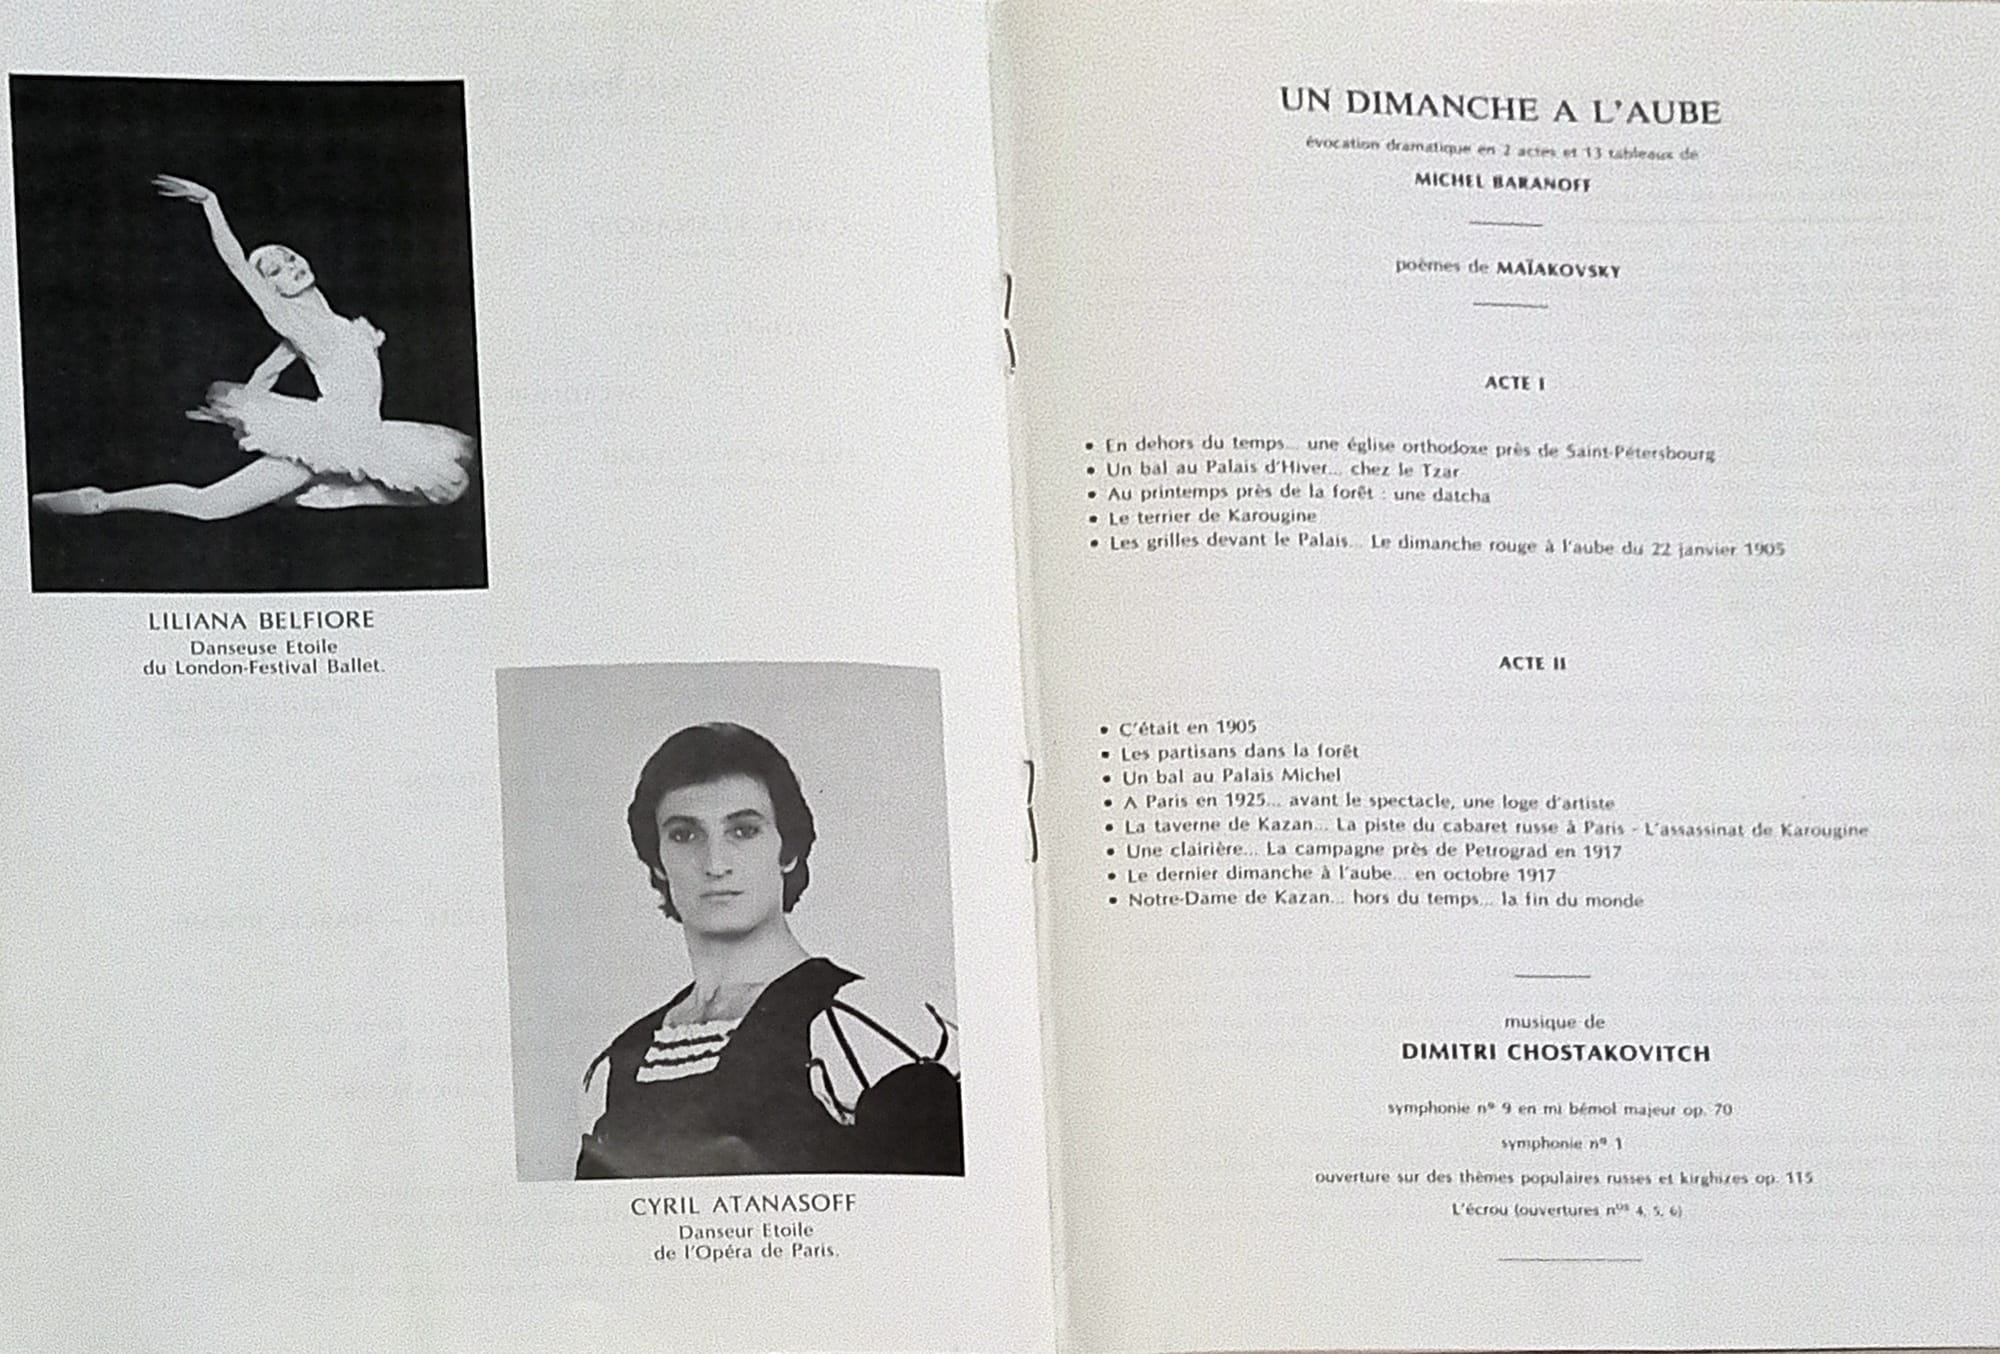 LILIANA BELFIORE
Danseuse Etoile
du London-Festival Ballet.
CYRIL ATANASOFF
Danseur Etoile
de l'Opéra de Paris.
UN DIMANCHE A L'AUBE
évocation dramatique en 2 actes et 13 tableaux de
MICHEL BARANOFF
poèmes de MAÏAKOVSKY
ACTE I
• En dehors du temps... une église orthodoxe près de Saint-Pétersbourg
• Un bal au Palais d'Hiver... chez le Tzar
• Au printemps près de la forêt : une datcha
• Le terrier de Karougine
• Les grilles devant le Palais... Le dimanche rouge à l'aube du 22 janvier 1905
ACTE II
• C'était en 1905
• Les partisans dans la forêt
• Un bal au Palais Michel
• A Paris en 1925... avant le spectacle, une loge d'artiste
• La taverne de Kazan... La piste du cabaret russe à Paris - L'assassinat de Karougine
• Une clairière... La campagne près de Petrograd en 1917
• Le dernier dimanche à l'aube... en octobre 1917
• Notre-Dame de Kazan... hors du temps... la fin du monde
musique de
DIMITRI CHOSTAKOVITCH
symphonie nº 9 en mi bémol majeur op. 70
symphonie nº 1
ouverture sur des thèmes populaires russes et kirghizes op. 115
L'écrou (ouvertures nos 4, 5, 6)